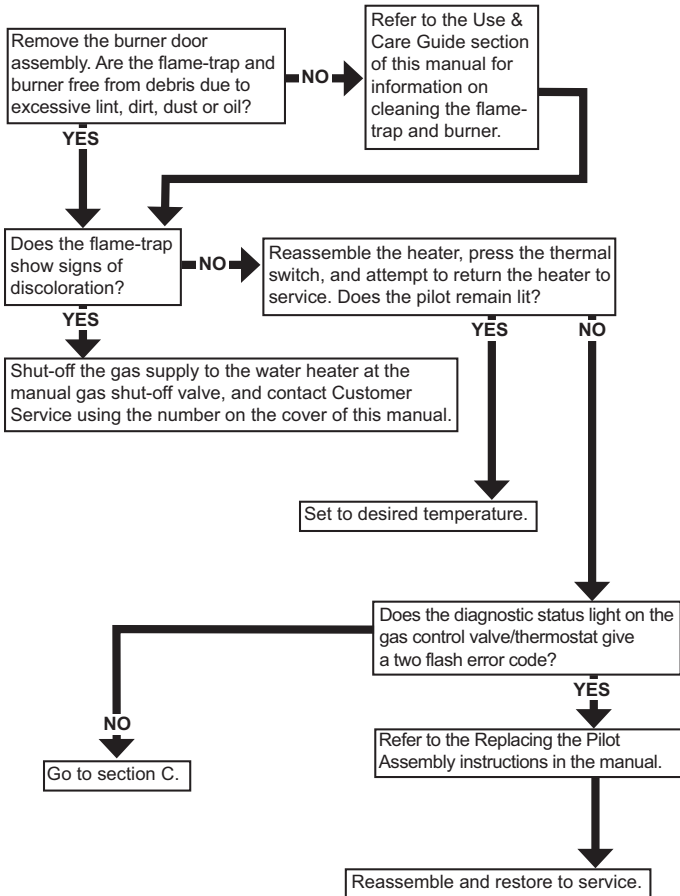 Remove the burner door
assembly. Are the flame-trap and
burner free from debris due to
excessive lint, dirt, dust or oil?
NO
Refer to the Use &
Care Guide section
of this manual for
information on
cleaning the flame-
trap and burner.
YES
Does the flame-trap
show signs of
discoloration?
NO
Reassemble the heater, press the thermal
switch, and attempt to return the heater to
service. Does the pilot remain lit?
YES
Shut-off the gas supply to the water heater at the
manual gas shut-off valve, and contact Customer
Service using the number on the cover of this manual.
YES
NO
Set to desired temperature.
Does the diagnostic status light on the
gas control valve/thermostat give
a two flash error code?
NO
Go to section C.
YES
Refer to the Replacing the Pilot
Assembly instructions in the manual.
Reassemble and restore to service.